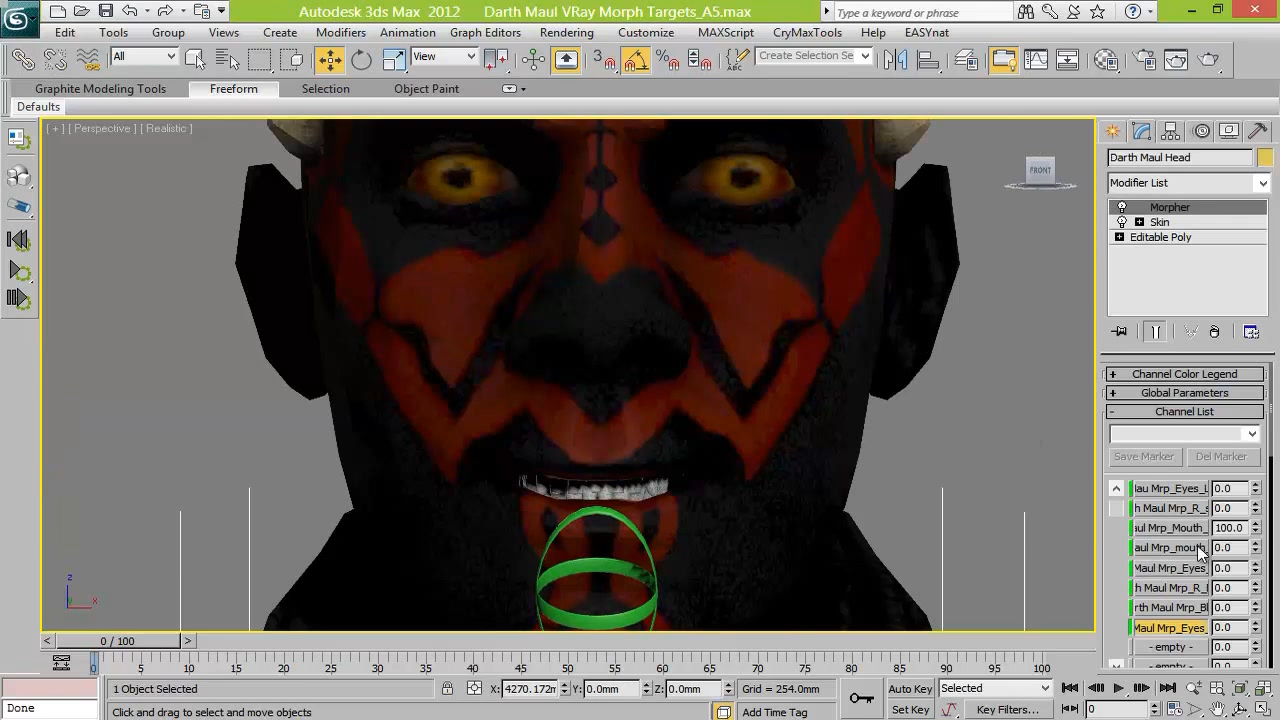 Autodesk 3ds Max 2012 Darth Maul VRay Morph Targets_A5.max
Type a keyword or phrase
Edit Tools Group Views Create Modifiers Animation Graph Editors Rendering Customize MAXScript CryMaxTools Help EASYnat
All View 3 Create Selection Se
Graphite Modeling Tools Freeform Selection Object Paint
Defaults
[ + ] [ Perspective ] [ Realistic ]
FRONT
Darth Maul Head
Modifier List
Morpher
Skin
Editable Poly
+ Channel Color Legend
+ Global Parameters
- Channel List
Save Marker Del Marker
lau Mrp_Eyes_L 0.0
h Maul Mrp_R_ 0.0
aul Mrp_Mouth_ 100.0
aul Mrp_mouth 0.0
Maul Mrp_Eyes_ 0.0
h Maul Mrp_R_ 0.0
rth Maul Mrp_Bl 0.0
Maul Mrp_Eyes_ 0.0
- empty - 0.0
- empty - 0.0
z
x
< 0 / 100 >
0 5 10 15 20 25 30 35 40 45 50 55 60 65 70 75 80 85 90 95 100
1 Object Selected X: 4270.172m Y: 0.0mm Z: 0.0mm Grid = 254.0mm Auto Key Selected
Done Click and drag to select and move objects Add Time Tag Set Key Key Filters... 0